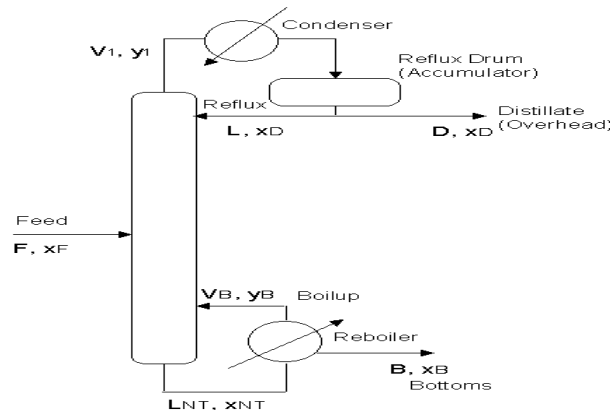 Condenser
V1, y1
Reflux Drum
(Accumulator)
Reflux
L, xD
D, xD
Distillate
(Overhead)
Feed
F, xF
VB, yB
Boilup
Reboiler
B, xB
Bottoms
LNT, xNT